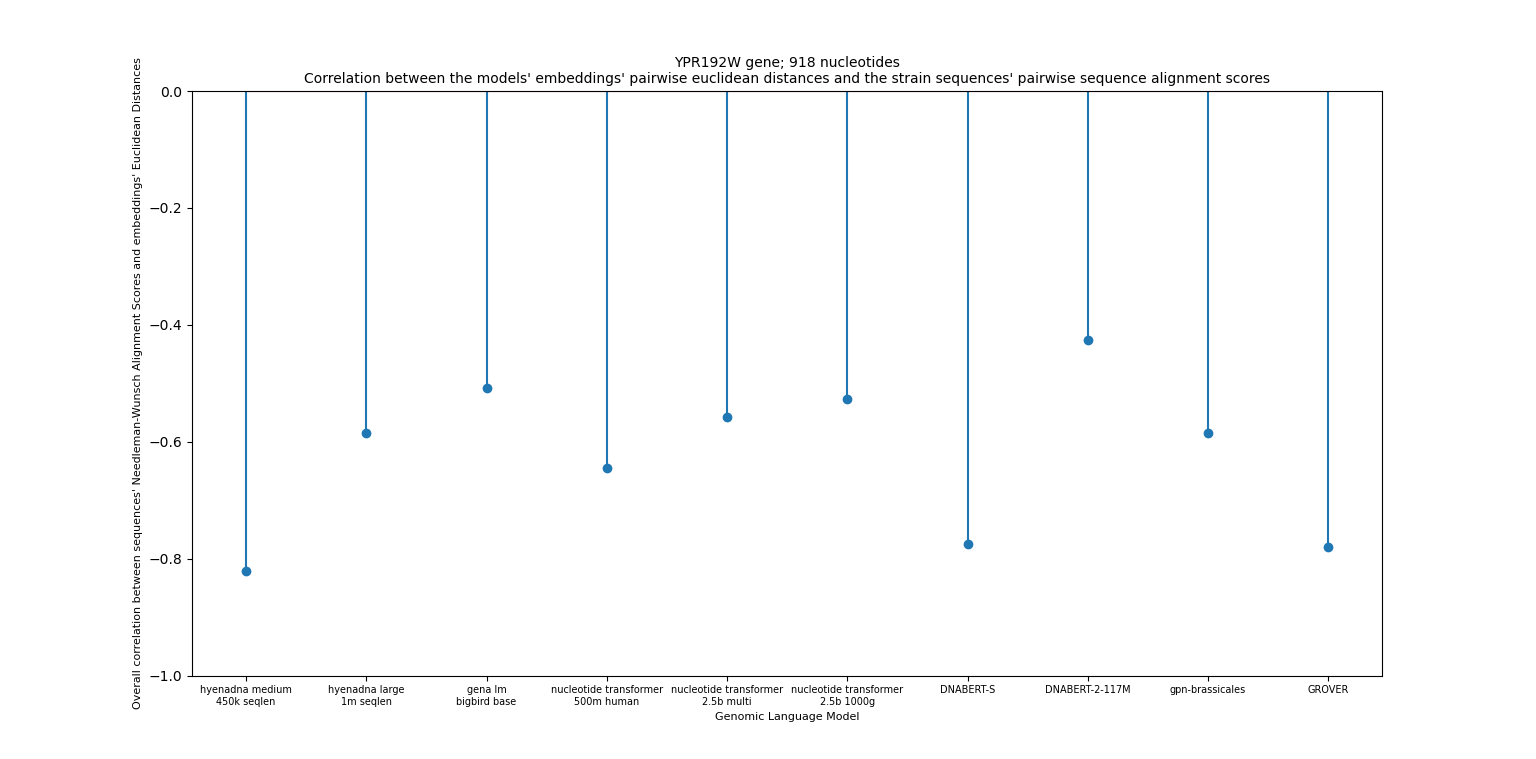 YPR192W gene; 918 nucleotides
Correlation between the models' embeddings' pairwise euclidean distances and the strain sequences' pairwise sequence alignment scores
Overall correlation between sequences' Needleman-Wunsch Alignment Scores and embeddings' Euclidean Distances
0.0
−0.2
−0.4
−0.6
−0.8
−1.0
hyenadna medium
450k seqlen
hyenadna large
1m seqlen
gena lm
bigbird base
nucleotide transformer
500m human
nucleotide transformer
2.5b multi
nucleotide transformer
2.5b 1000g
DNABERT-S
DNABERT-2-117M
gpn-brassicales
GROVER
Genomic Language Model